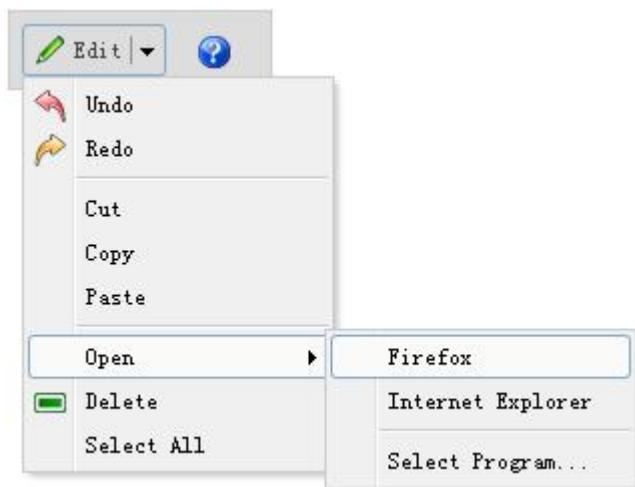 Edit
Undo
Redo
Cut
Copy
Paste
Open
Firefox
Delete
Internet Explorer
Select All
Select Program...